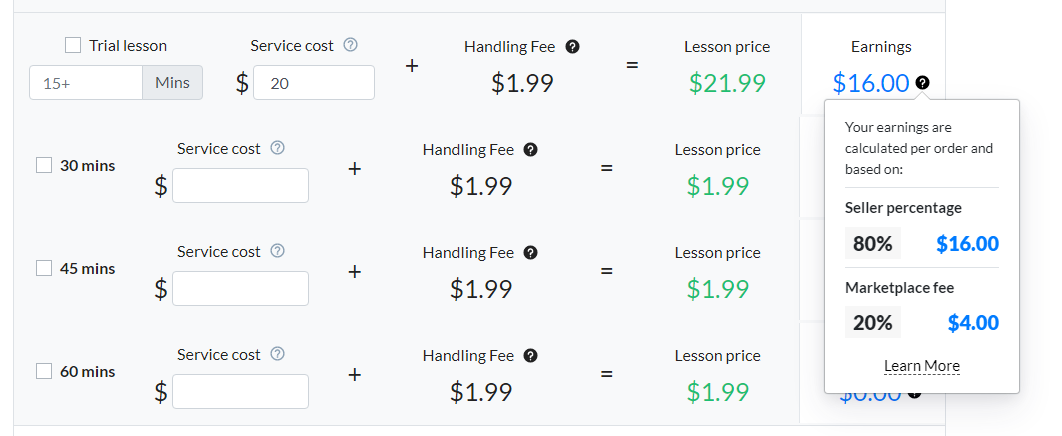 Trial lesson
Service cost ?
Handling Fee ?
Lesson price
Earnings
15+ Mins
$ 20
+
$1.99
=
$21.99
$16.00 ?
Your earnings are
calculated per order and
based on:
Seller percentage
80% $16.00
Marketplace fee
20% $4.00
Learn More
30 mins
Service cost ?
$
+
Handling Fee ?
$1.99
=
Lesson price
$1.99
45 mins
Service cost ?
$
+
Handling Fee ?
$1.99
=
Lesson price
$1.99
60 mins
Service cost ?
$
+
Handling Fee ?
$1.99
=
Lesson price
$1.99
$0.00